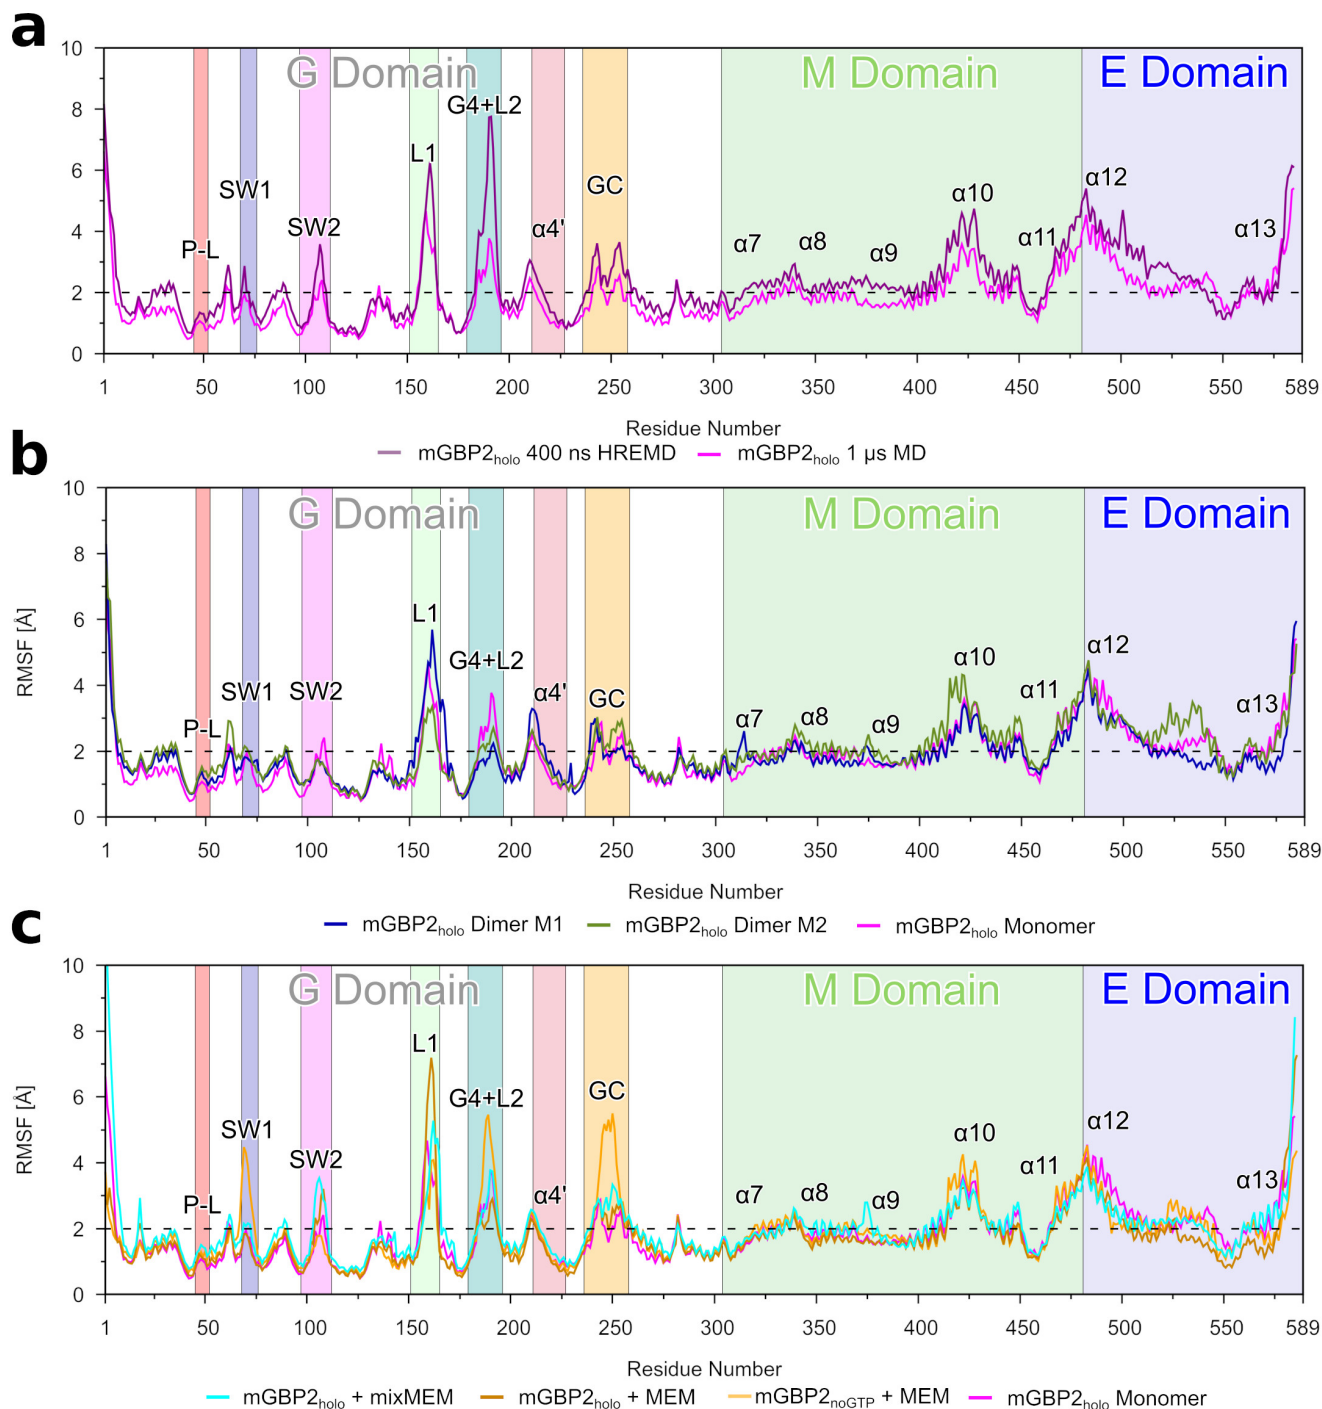 a
10
8
6
4
2
0
G Domain
M Domain
E Domain
P-L
SW1
SW2
L1
G4+L2
α4'
GC
α7
α8
α9
α10
α11
α12
α13
1 50 100 150 200 250 300 350 400 450 500 550 589
Residue Number
mGBP2holo 400 ns HREMD mGBP2holo 1 µs MD
b
RMSF [Å]
10
8
6
4
2
0
G Domain
M Domain
E Domain
P-L
SW1
SW2
L1
G4+L2
α4'
GC
α7
α8
α9
α10
α11
α12
α13
1 50 100 150 200 250 300 350 400 450 500 550 589
Residue Number
mGBP2holo Dimer M1 mGBP2holo Dimer M2 mGBP2holo Monomer
c
RMSF [Å]
10
8
6
4
2
0
G Domain
M Domain
E Domain
P-L
SW1
SW2
L1
G4+L2
α4'
GC
α7
α8
α9
α10
α11
α12
α13
1 50 100 150 200 250 300 350 400 450 500 550 589
Residue Number
mGBP2holo + mixMEM mGBP2holo + MEM mGBP2noGTP + MEM mGBP2holo Monomer